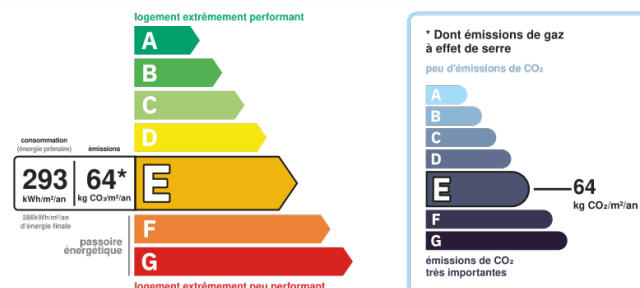 logement extrêmement performant
A
B
C
D
consommation
(énergie primaire)
émissions
293
kWh/m²/an
64*
kg CO₂/m²/an
E
286kWh/m²/an
d'énergie finale
passoire
énergétique
F
G
logement extrêmement peu performant
* Dont émissions de gaz
à effet de serre
peu d'émissions de CO₂
A
B
C
D
E
64
kg CO₂/m²/an
F
G
émissions de CO₂
très importantes